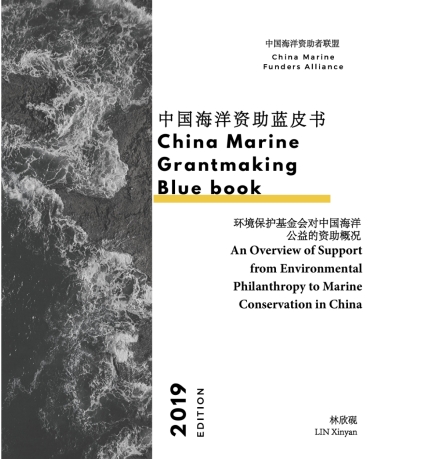 中国海洋资助者联盟
China Marine
Funders Alliance
中国海洋资助蓝皮书
China Marine
Grantmaking
Blue book
环境保护基金会对中国海洋
公益的资助概况
An Overview of Support
from Environmental
Philanthropy to Marine
Conservation in China
2019
EDITION
林欣砚
LIN Xinyan